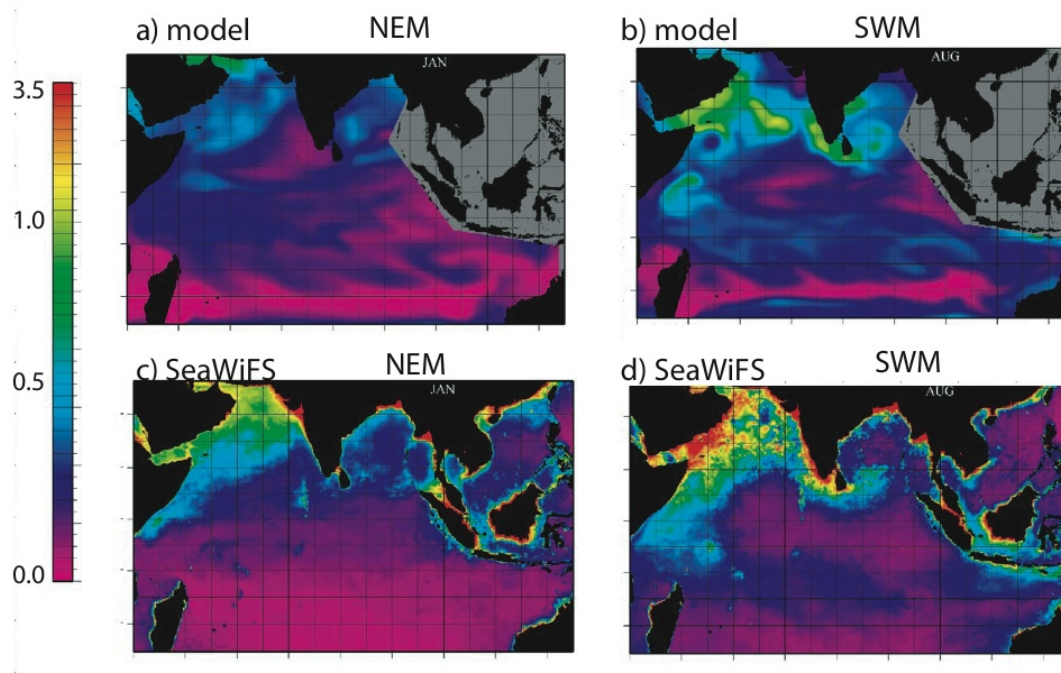 a) model NEM
JAN
b) model SWM
AUG
3.5
1.0
0.5
0.0
c) SeaWiFS NEM
JAN
d) SeaWiFS SWM
AUG